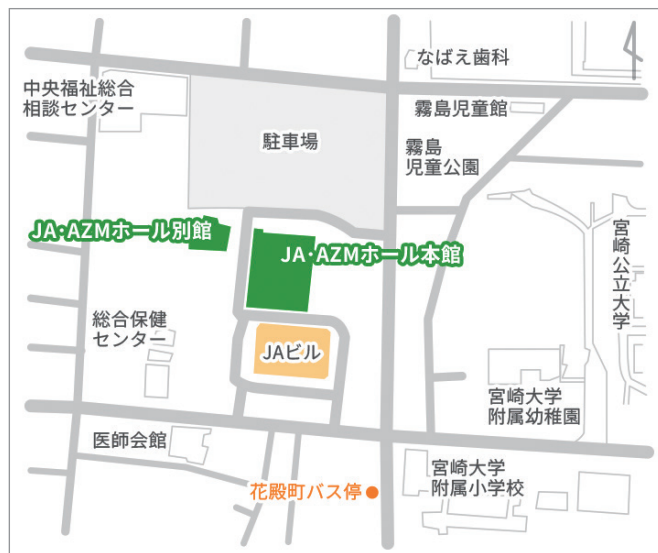 なばえ歯科
中央福祉総合
相談センター
霧島児童館
駐車場
霧島
児童公園
JA・AZMホール別館
JA・AZMホール本館
宮崎公立大学
総合保健
センター
JAビル
宮崎大学
附属幼稚園
医師会館
宮崎大学
附属小学校
花殿町バス停